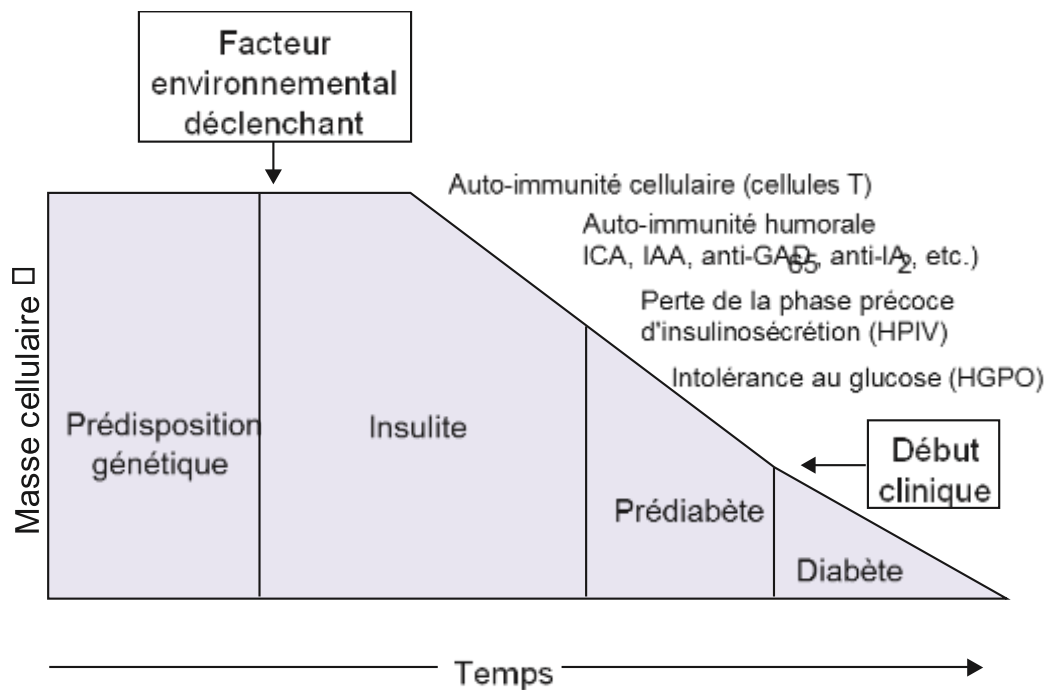 Facteur
environnemental
déclenchant
Auto-immunité cellulaire (cellules T)
Auto-immunité humorale
ICA, IAA, anti-GAD65, anti-IA2, etc.)
Perte de la phase précoce
d'insulinosécrétion (HPIV)
Intolérance au glucose (HGPO)
Masse cellulaire
Prédisposition
génétique
Insulite
Début
clinique
Prédiabète
Diabète
Temps